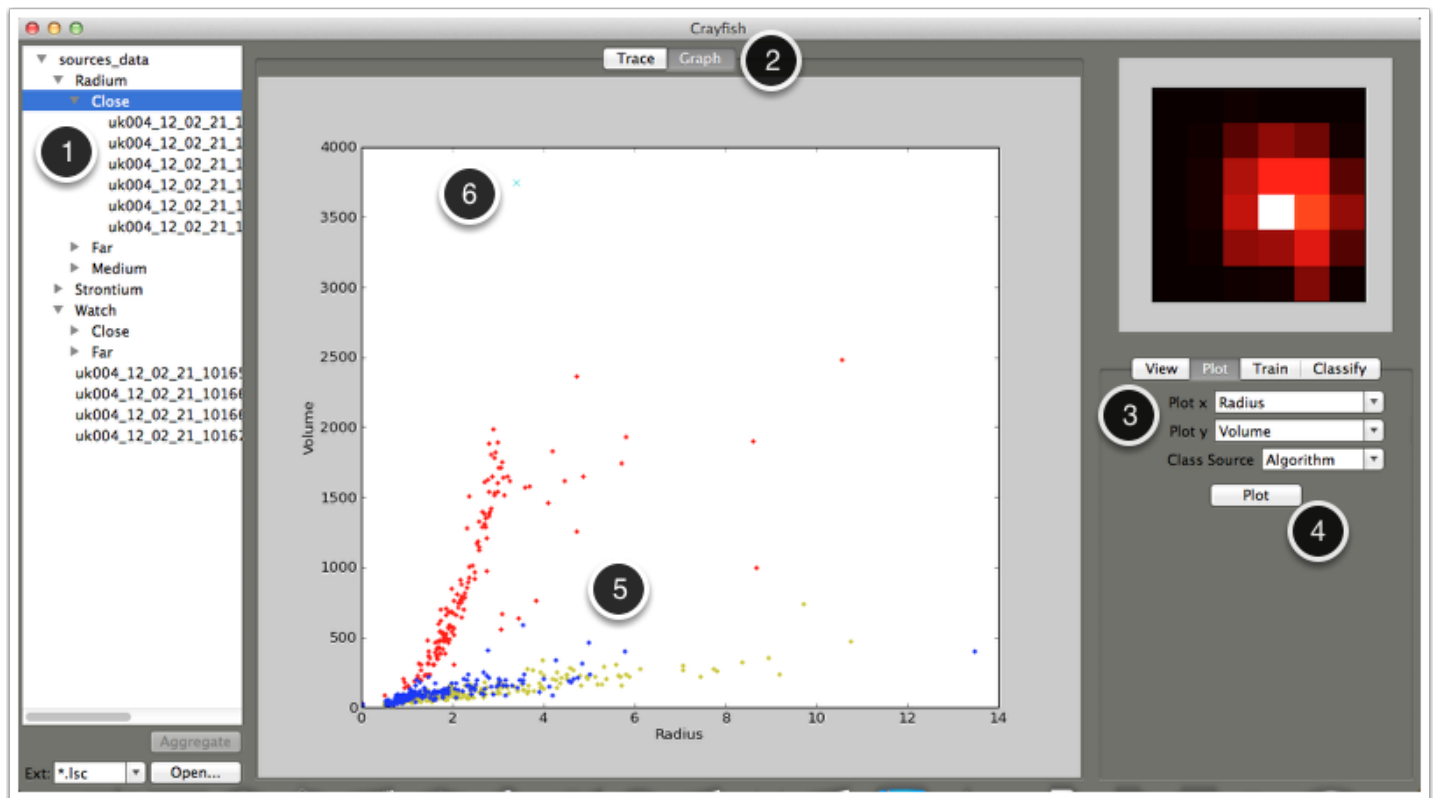 Crayfish
sources_data
Radium
Close
uk004_12_02_21_1
uk004_12_02_21_1
uk004_12_02_21_1
uk004_12_02_21_1
uk004_12_02_21_1
uk004_12_02_21_1
Far
Medium
Strontium
Watch
Close
Far
uk004_12_02_21_10165
uk004_12_02_21_10166
uk004_12_02_21_10166
uk004_12_02_21_10167
Aggregate
Ext: *.lsc Open...
1
Trace Graph
2
4000
3500
3000
2500
2000
1500
1000
500
0
Volume
0 2 4 6 8 10 12 14
Radius
6
5
View Plot Train Classify
3
Plot x Radius
Plot y Volume
Class Source Algorithm
Plot
4